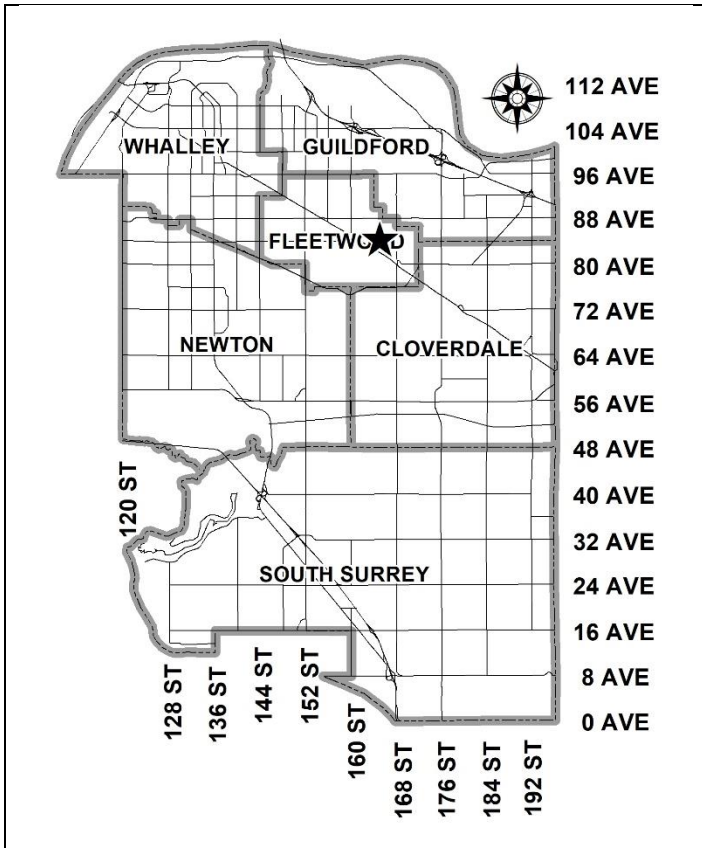 112 AVE
104 AVE
WHALLEY
GUILDFORD
96 AVE
88 AVE
FLEETWOOD
80 AVE
72 AVE
NEWTON
CLOVERDALE
64 AVE
56 AVE
48 AVE
120 ST
40 AVE
32 AVE
SOUTH SURREY
24 AVE
16 AVE
8 AVE
0 AVE
128 ST
136 ST
144 ST
152 ST
160 ST
168 ST
176 ST
184 ST
192 ST